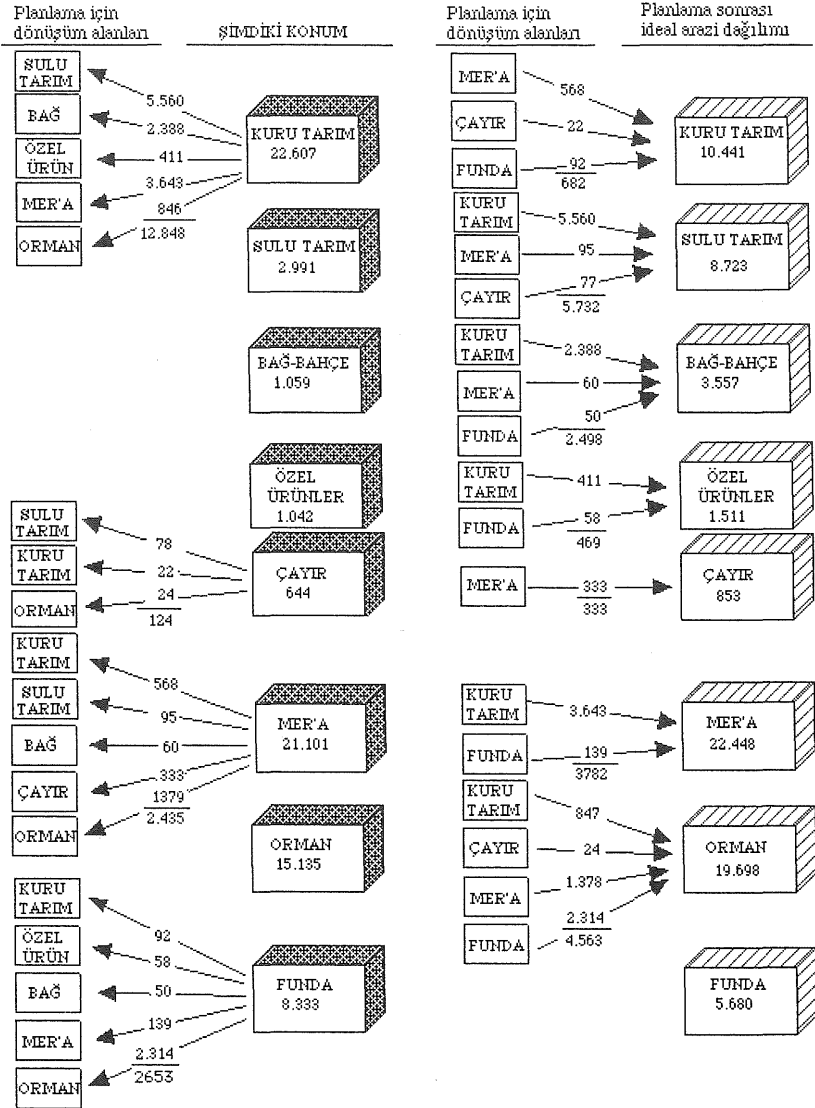 Planlama için
dönüşüm alanları
ŞİMDİKİ KONUM
SULU
TARIM
BAĞ
ÖZEL
ÜRÜN
MER'A
ORMAN
5.560
2.388
411
3.643
846
12.848
KURU TARIM
22.607
SULU TARIM
2.991
BAĞ-BAHÇE
1.059
ÖZEL
ÜRÜNLER
1.042
SULU
TARIM
KURU
TARIM
ORMAN
78
22
24
124
ÇAYIR
644
KURU
TARIM
SULU
TARIM
BAĞ
ÇAYIR
ORMAN
568
95
60
333
1379
2.435
MER'A
21.101
ORMAN
15.135
KURU
TARIM
ÖZEL
ÜRÜN
BAĞ
MER'A
ORMAN
92
58
50
139
2.314
2653
FUNDA
8.333
Planlama için
dönüşüm alanları
Planlama sonrası
ideal arazi dağılımı
MER'A
ÇAYIR
FUNDA
568
22
92
682
KURU TARIM
10.441
KURU
TARIM
MER'A
ÇAYIR
5.560
95
77
5.732
SULU TARIM
8.723
KURU
TARIM
MER'A
FUNDA
2.388
60
50
2.498
BAĞ-BAHÇE
3.557
KURU
TARIM
FUNDA
411
58
469
ÖZEL
ÜRÜNLER
1.511
MER'A
333
333
ÇAYIR
853
KURU
TARIM
FUNDA
3.643
139
3782
MER'A
22.448
KURU
TARIM
ÇAYIR
MER'A
FUNDA
847
24
1.378
2.314
4.563
ORMAN
19.698
FUNDA
5.680